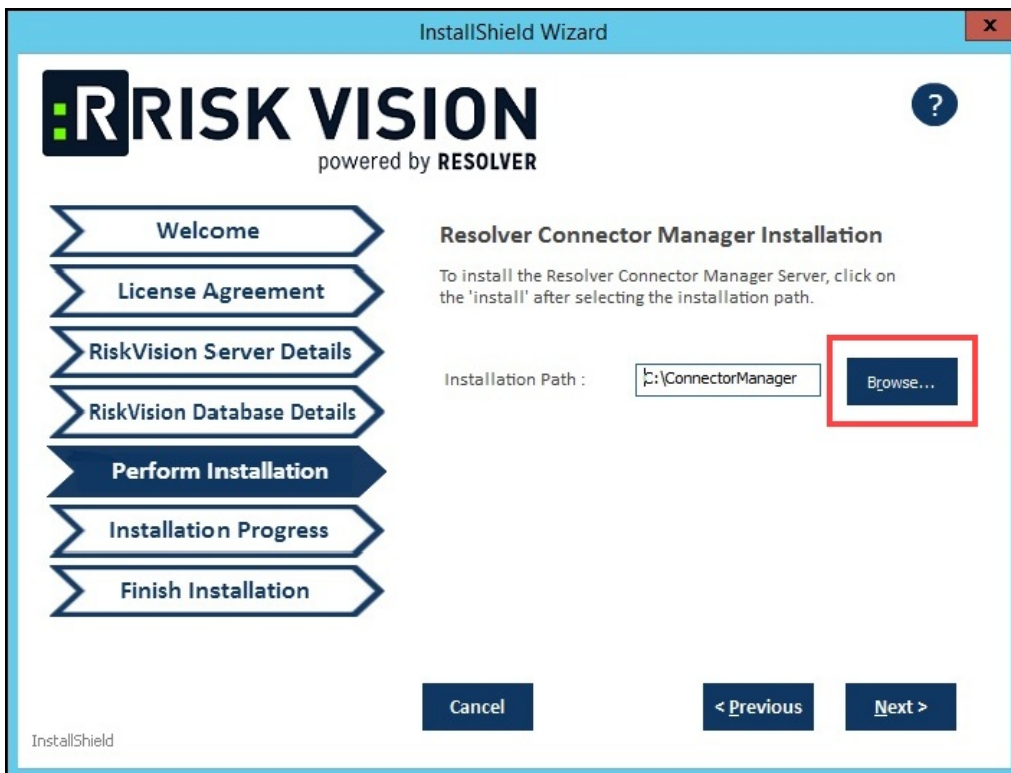 InstallShield Wizard
x
:R RISK VISION
powered by RESOLVER
?
Welcome
License Agreement
RiskVision Server Details
RiskVision Database Details
Perform Installation
Installation Progress
Finish Installation
Resolver Connector Manager Installation
To install the Resolver Connector Manager Server, click on
the 'install' after selecting the installation path.
Installation Path :
C:\ConnectorManager
Browse...
Cancel
< Previous
Next >
InstallShield